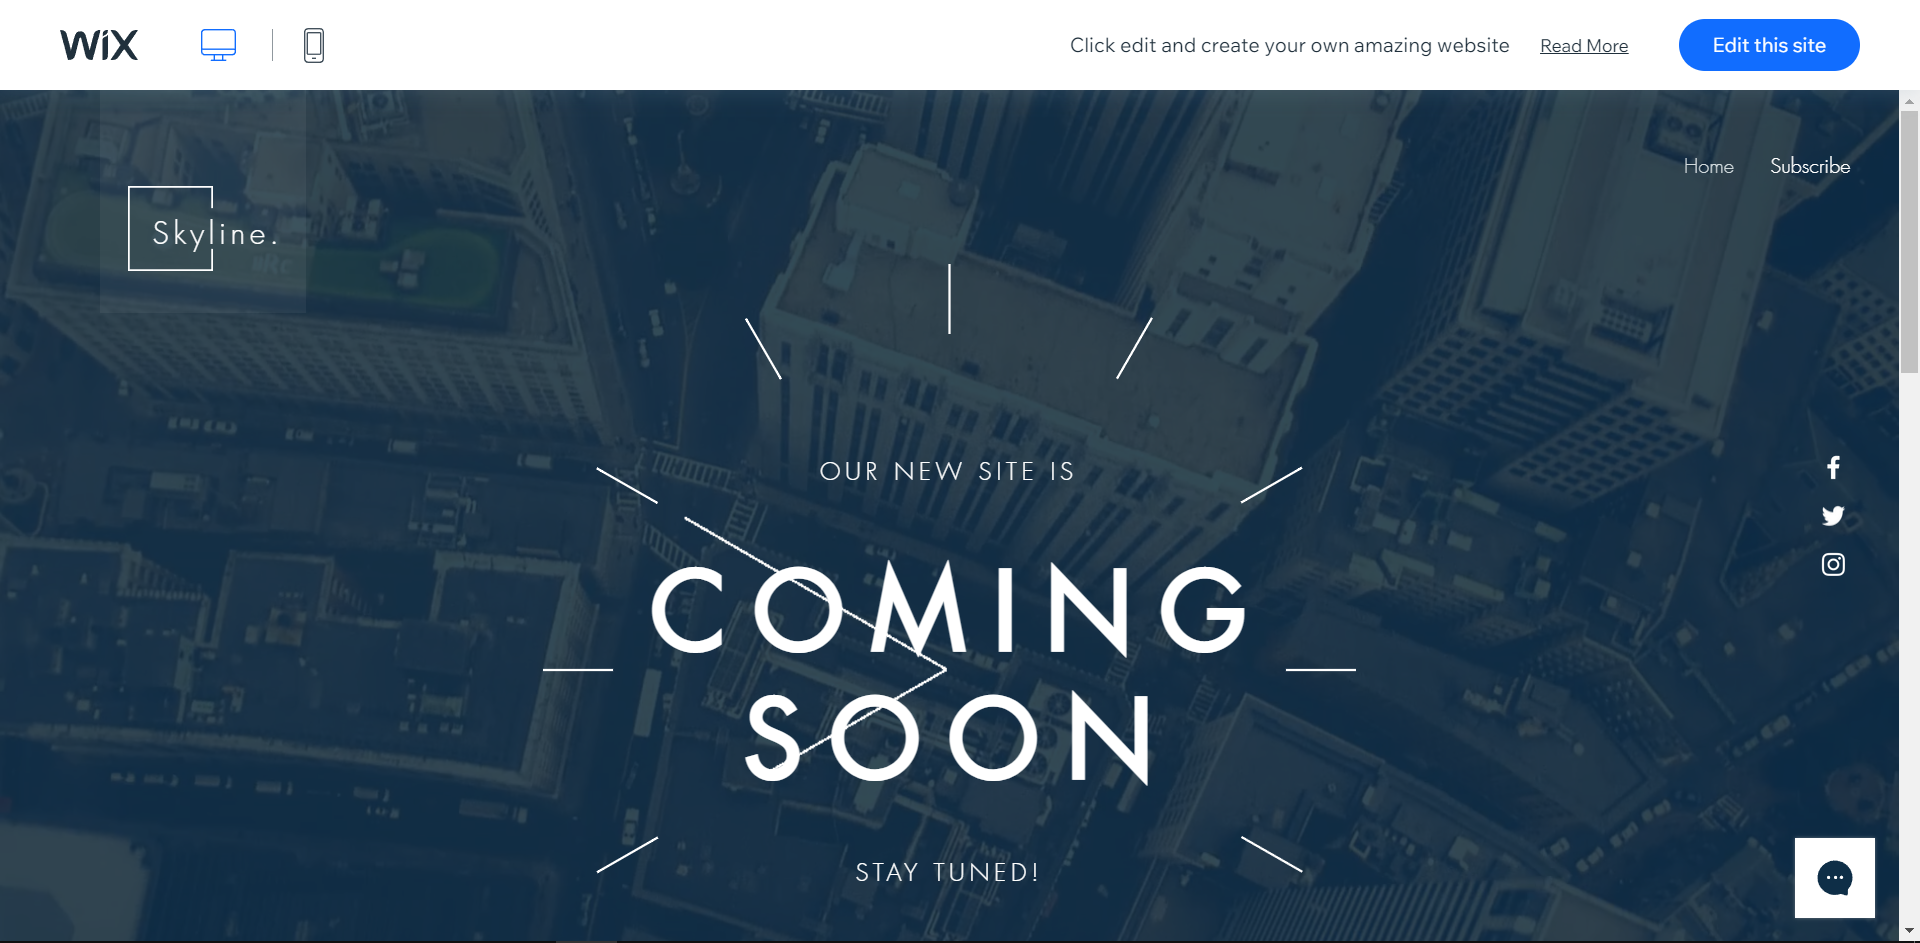 WiX
Click edit and create your own amazing website Read More Edit this site
Home Subscribe
Skyline.
OUR NEW SITE IS
COMING
SOON
STAY TUNED!